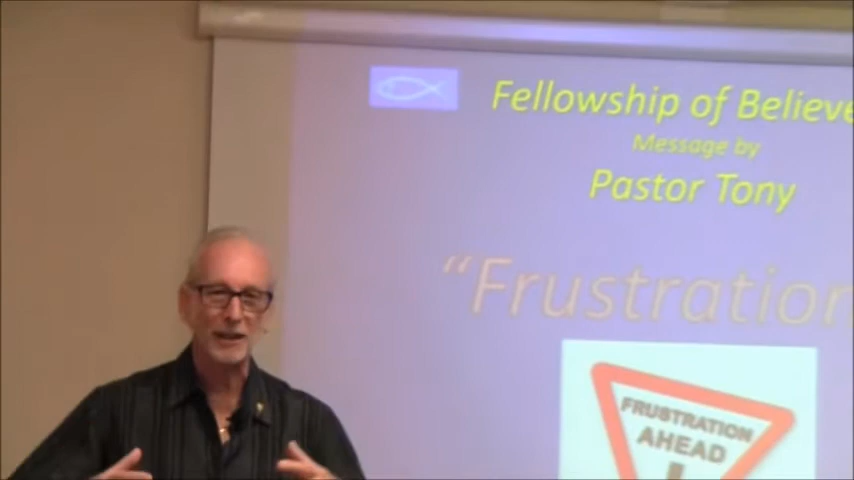 Fellowship of Believe
Message by
Pastor Tony
"Frustration
FRUSTRATION
AHEAD
!